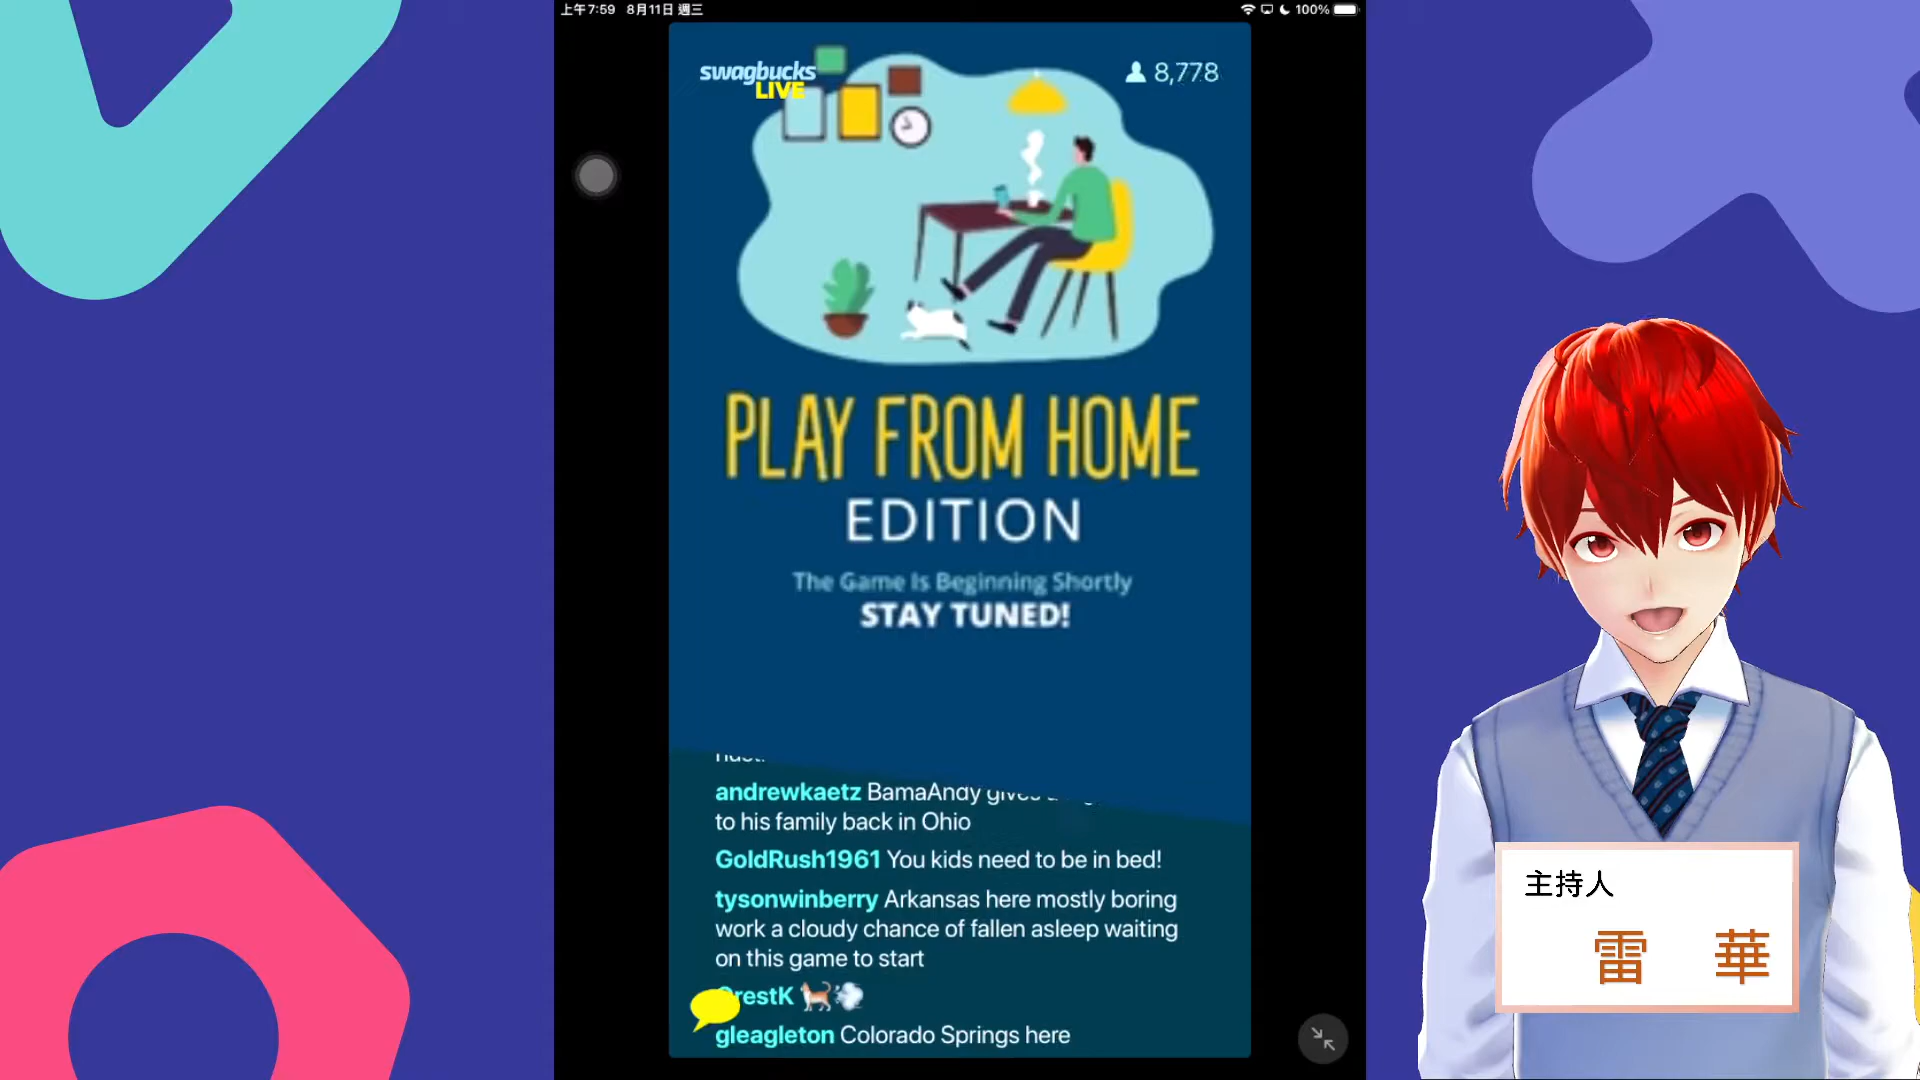 上午7:59 8月11日 週三
100%
swagbucks
LIVE
8,778
PLAY FROM HOME
EDITION
The Game Is Beginning Shortly
STAY TUNED!
andrewkaetz BamaAndy gives
to his family back in Ohio
GoldRush1961 You kids need to be in bed!
tysonwinberry Arkansas here mostly boring
work a cloudy chance of fallen asleep waiting
on this game to start
restK 🐈💨
gleagleton Colorado Springs here
主持人
雷 華